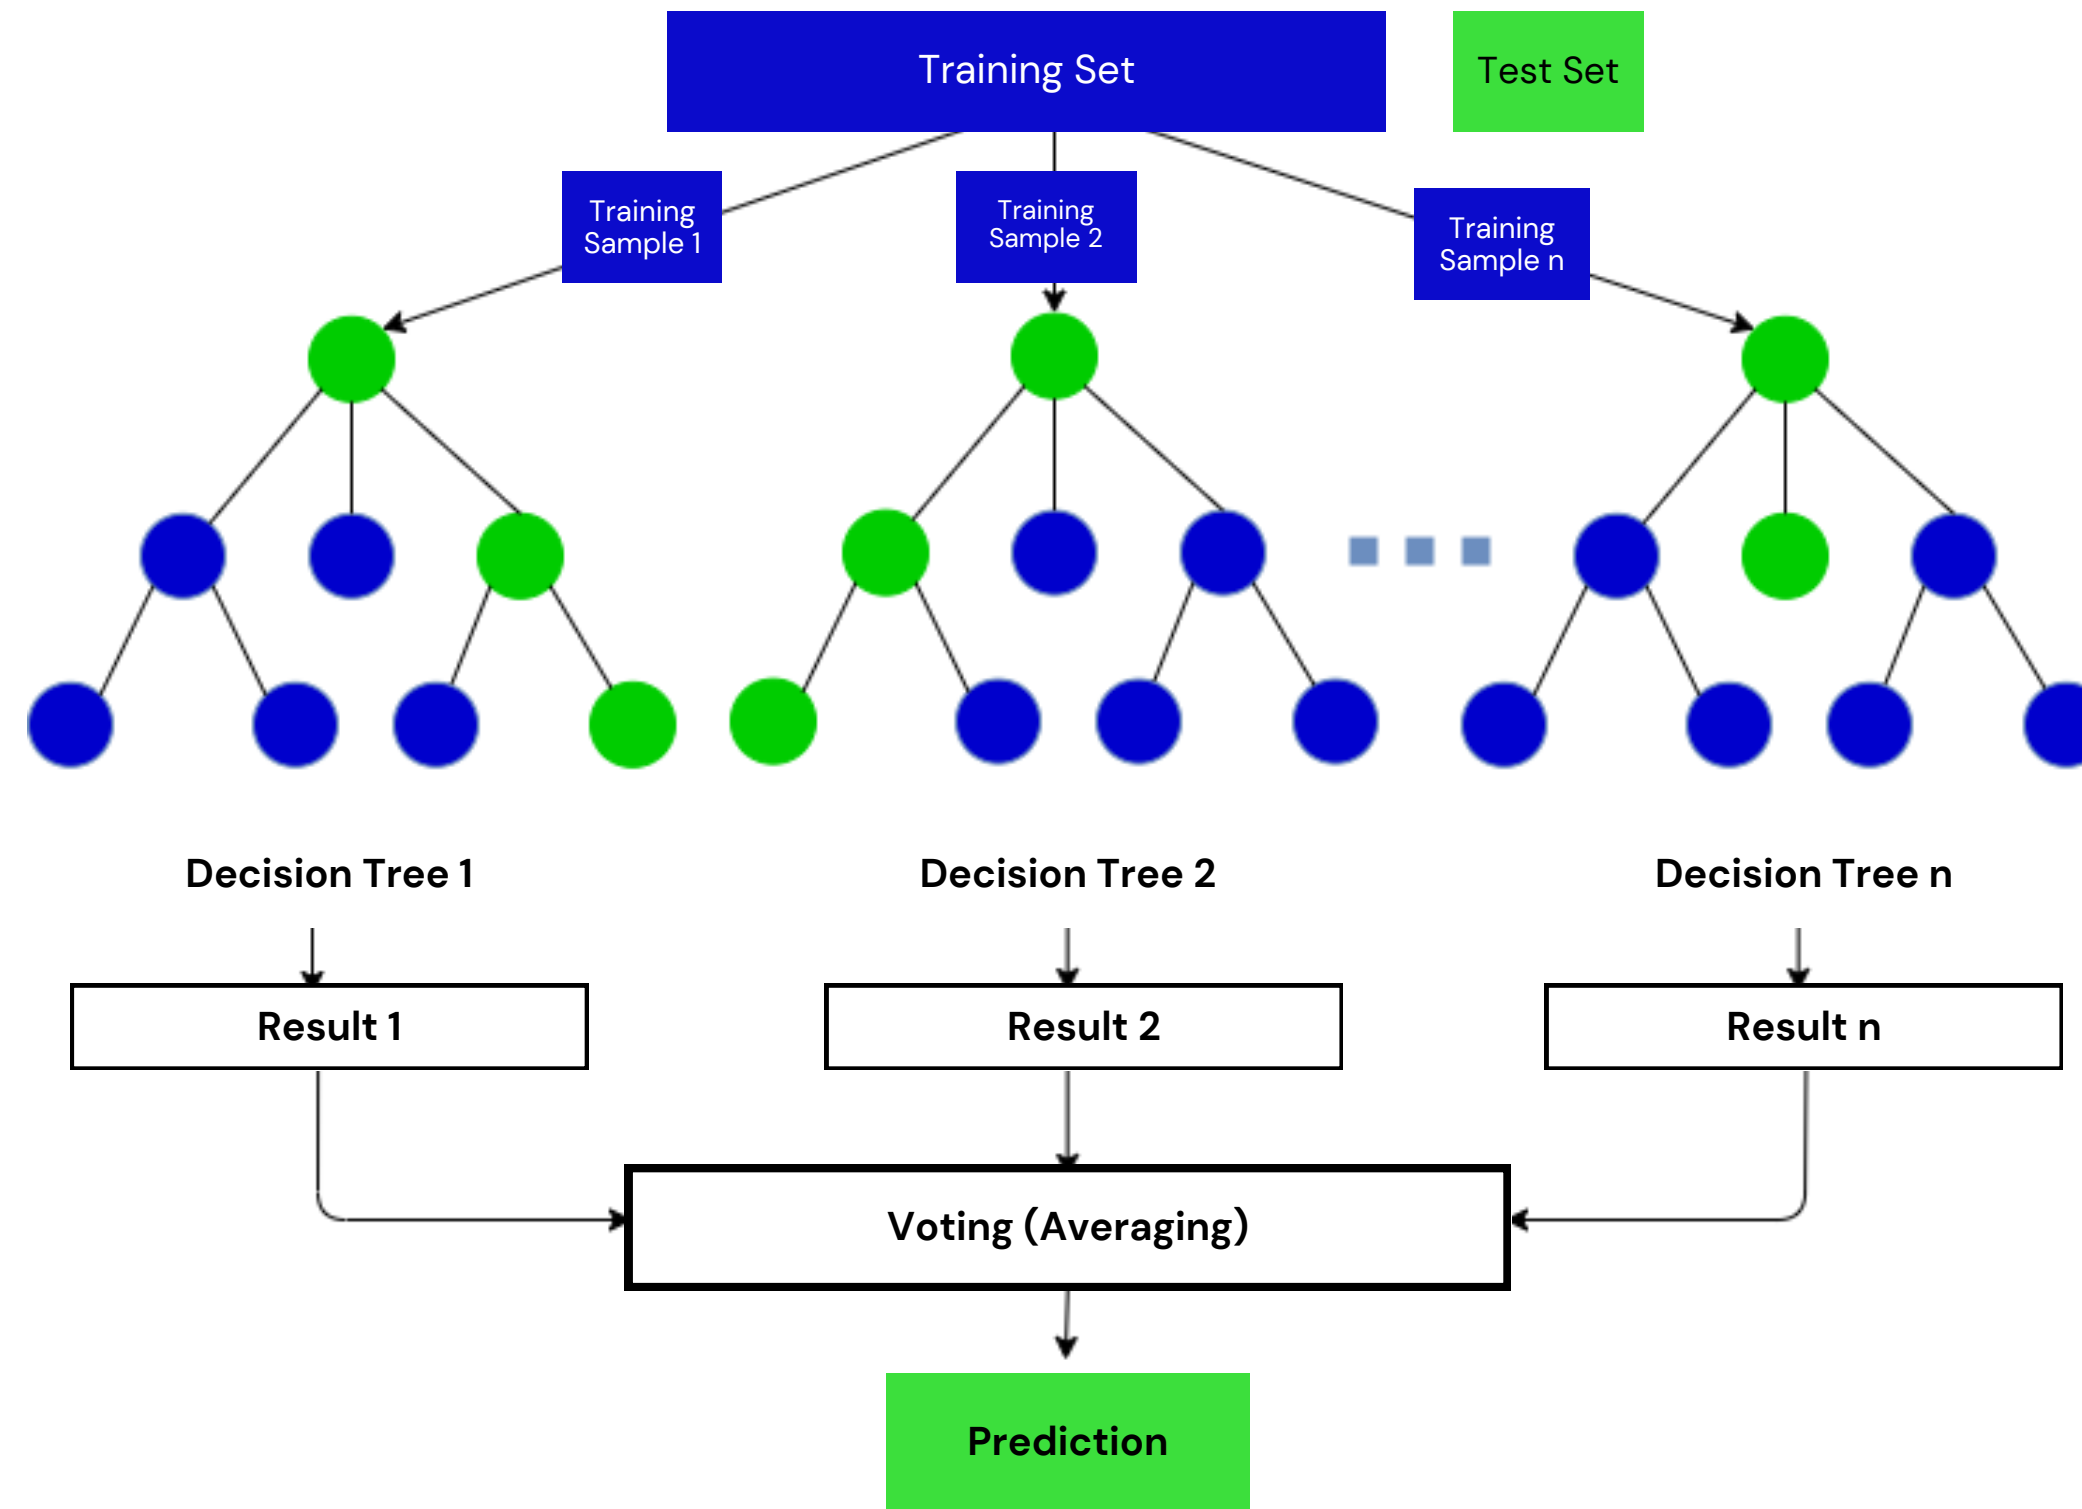 Training Set
Test Set
Training
Sample 1
Training
Sample 2
Training
Sample n
Decision Tree 1
Decision Tree 2
Decision Tree n
Result 1
Result 2
Result n
Voting (Averaging)
Prediction